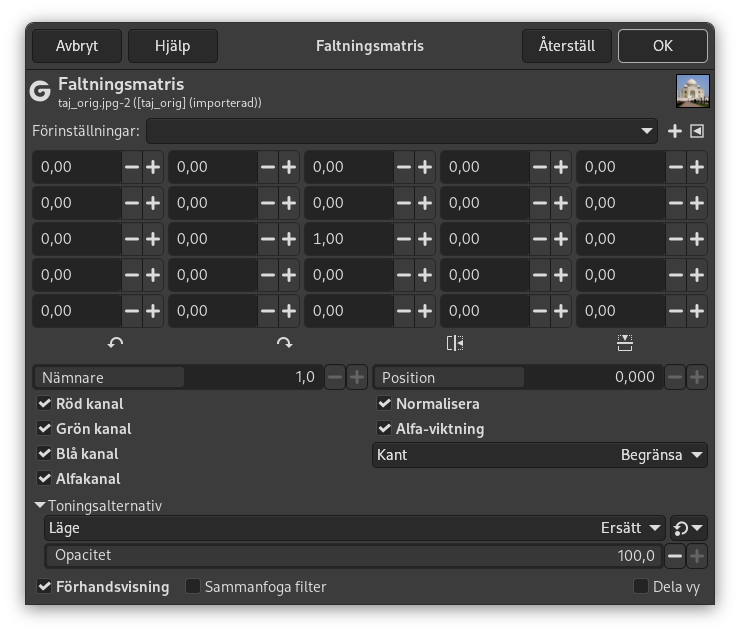 Avbryt Hjälp Faltningsmatris Återställ OK
Faltningsmatris
taj_orig.jpg-2 ([taj_orig] (importerad))
Förinställningar:
0,00 0,00 0,00 0,00 0,00
0,00 0,00 0,00 0,00 0,00
0,00 0,00 1,00 0,00 0,00
0,00 0,00 0,00 0,00 0,00
0,00 0,00 0,00 0,00 0,00
Nämnare 1,0 Position 0,000
Röd kanal Normalisera
Grön kanal Alfa-viktning
Blå kanal Kant Begränsa
Alfakanal
Toningsalternativ
Läge Ersätt
Opacitet 100,0
Förhandsvisning Sammanfoga filter Dela vy